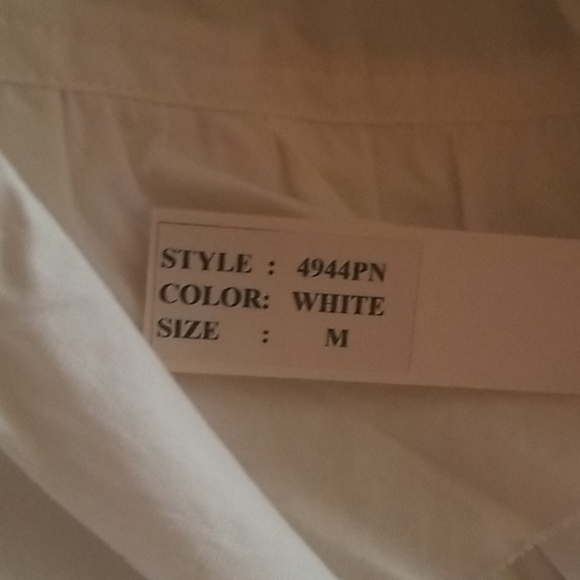 STYLE : 4944PN
COLOR: WHITE
SIZE : M